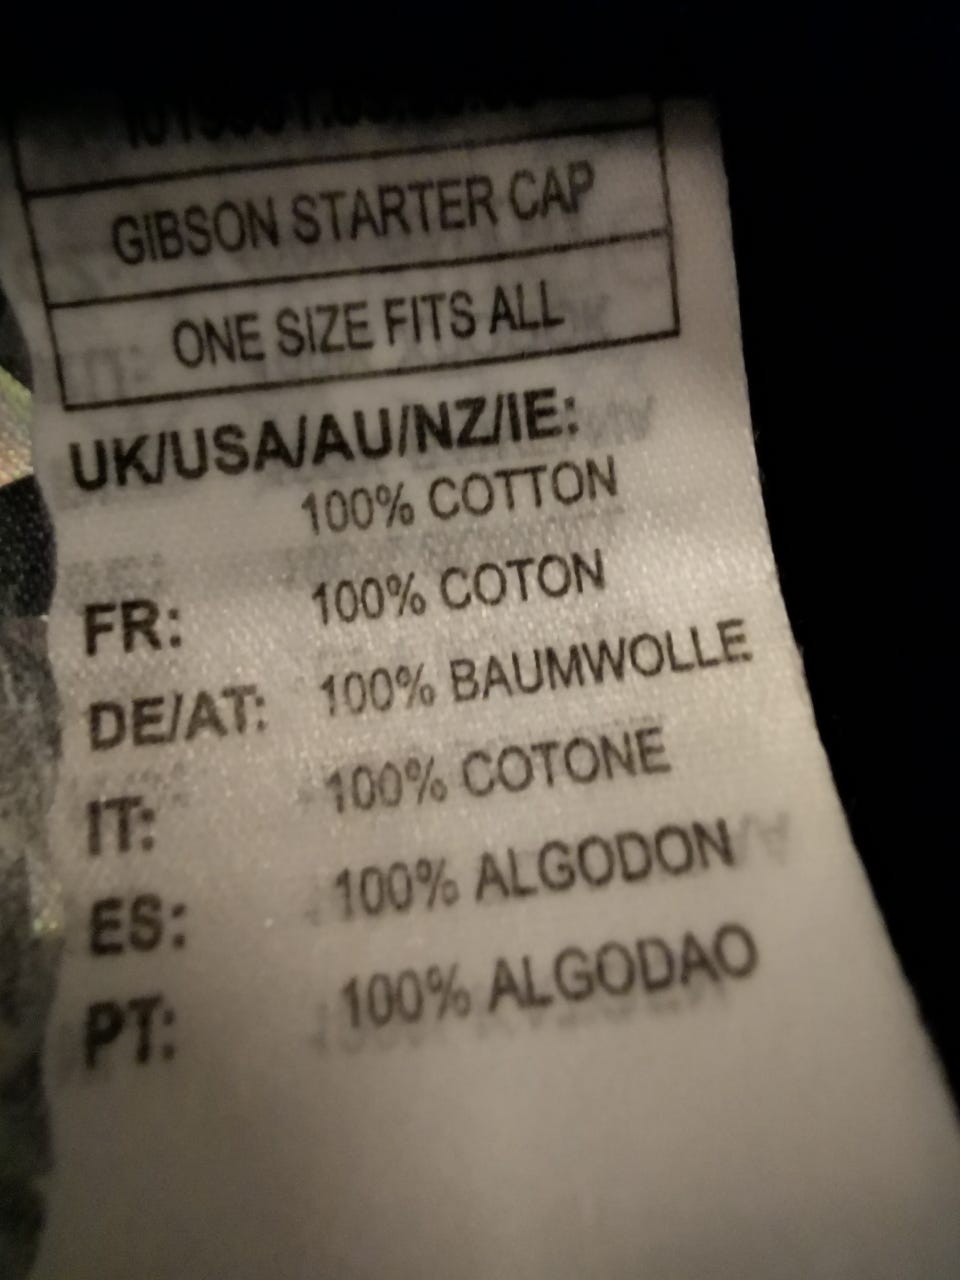 GIBSON STARTER CAP
ONE SIZE FITS ALL
UK/USA/AU/NZ/IE:
100% COTTON
FR: 100% COTON
DE/AT: 100% BAUMWOLLE
IT: 100% COTONE
ES: 100% ALGODON
PT: 100% ALGODAO